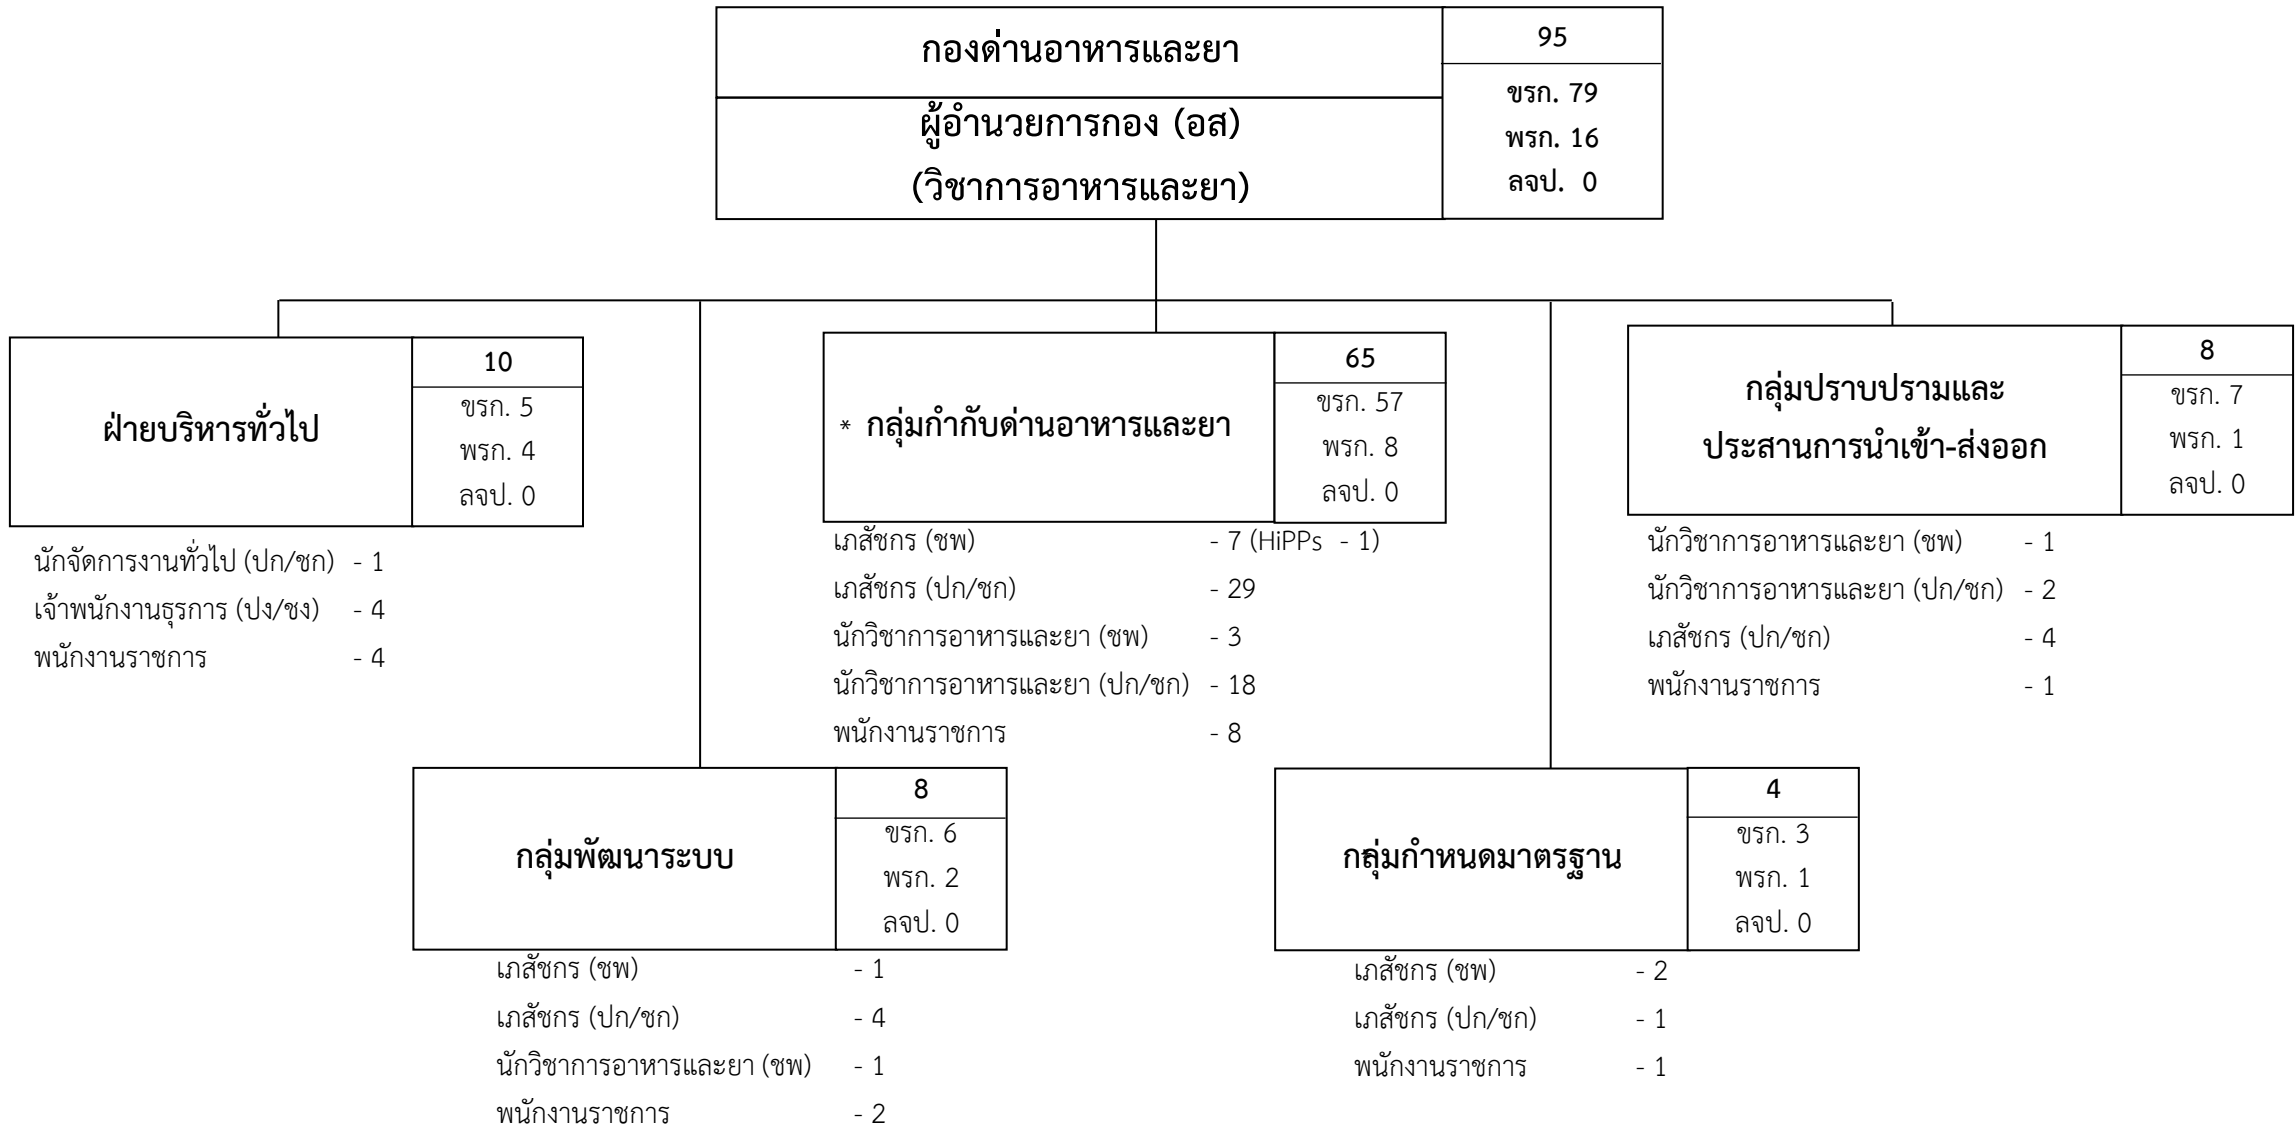 กองด่านอาหารและยา
ผู้อำนวยการกอง (อส)
(วิชาการอาหารและยา)
95
ขรก. 79
พรก. 16
ลจป. 0
ฝ่ายบริหารทั่วไป
10
ขรก. 5
พรก. 4
ลจป. 0
นักจัดการงานทั่วไป (ปก/ชก) - 1
เจ้าพนักงานธุรการ (ปง/ชง) - 4
พนักงานราชการ - 4
* กลุ่มกำกับด่านอาหารและยา
65
ขรก. 57
พรก. 8
ลจป. 0
เภสัชกร (ชพ) - 7 (HiPPs - 1)
เภสัชกร (ปก/ชก) - 29
นักวิชาการอาหารและยา (ชพ) - 3
นักวิชาการอาหารและยา (ปก/ชก) - 18
พนักงานราชการ - 8
กลุ่มปราบปรามและ
ประสานการนำเข้า-ส่งออก
8
ขรก. 7
พรก. 1
ลจป. 0
นักวิชาการอาหารและยา (ชพ) - 1
นักวิชาการอาหารและยา (ปก/ชก) - 2
เภสัชกร (ปก/ชก) - 4
พนักงานราชการ - 1
กลุ่มพัฒนาระบบ
8
ขรก. 6
พรก. 2
ลจป. 0
เภสัชกร (ชพ) - 1
เภสัชกร (ปก/ชก) - 4
นักวิชาการอาหารและยา (ชพ) - 1
พนักงานราชการ - 2
กลุ่มกำหนดมาตรฐาน
4
ขรก. 3
พรก. 1
ลจป. 0
เภสัชกร (ชพ) - 2
เภสัชกร (ปก/ชก) - 1
พนักงานราชการ - 1